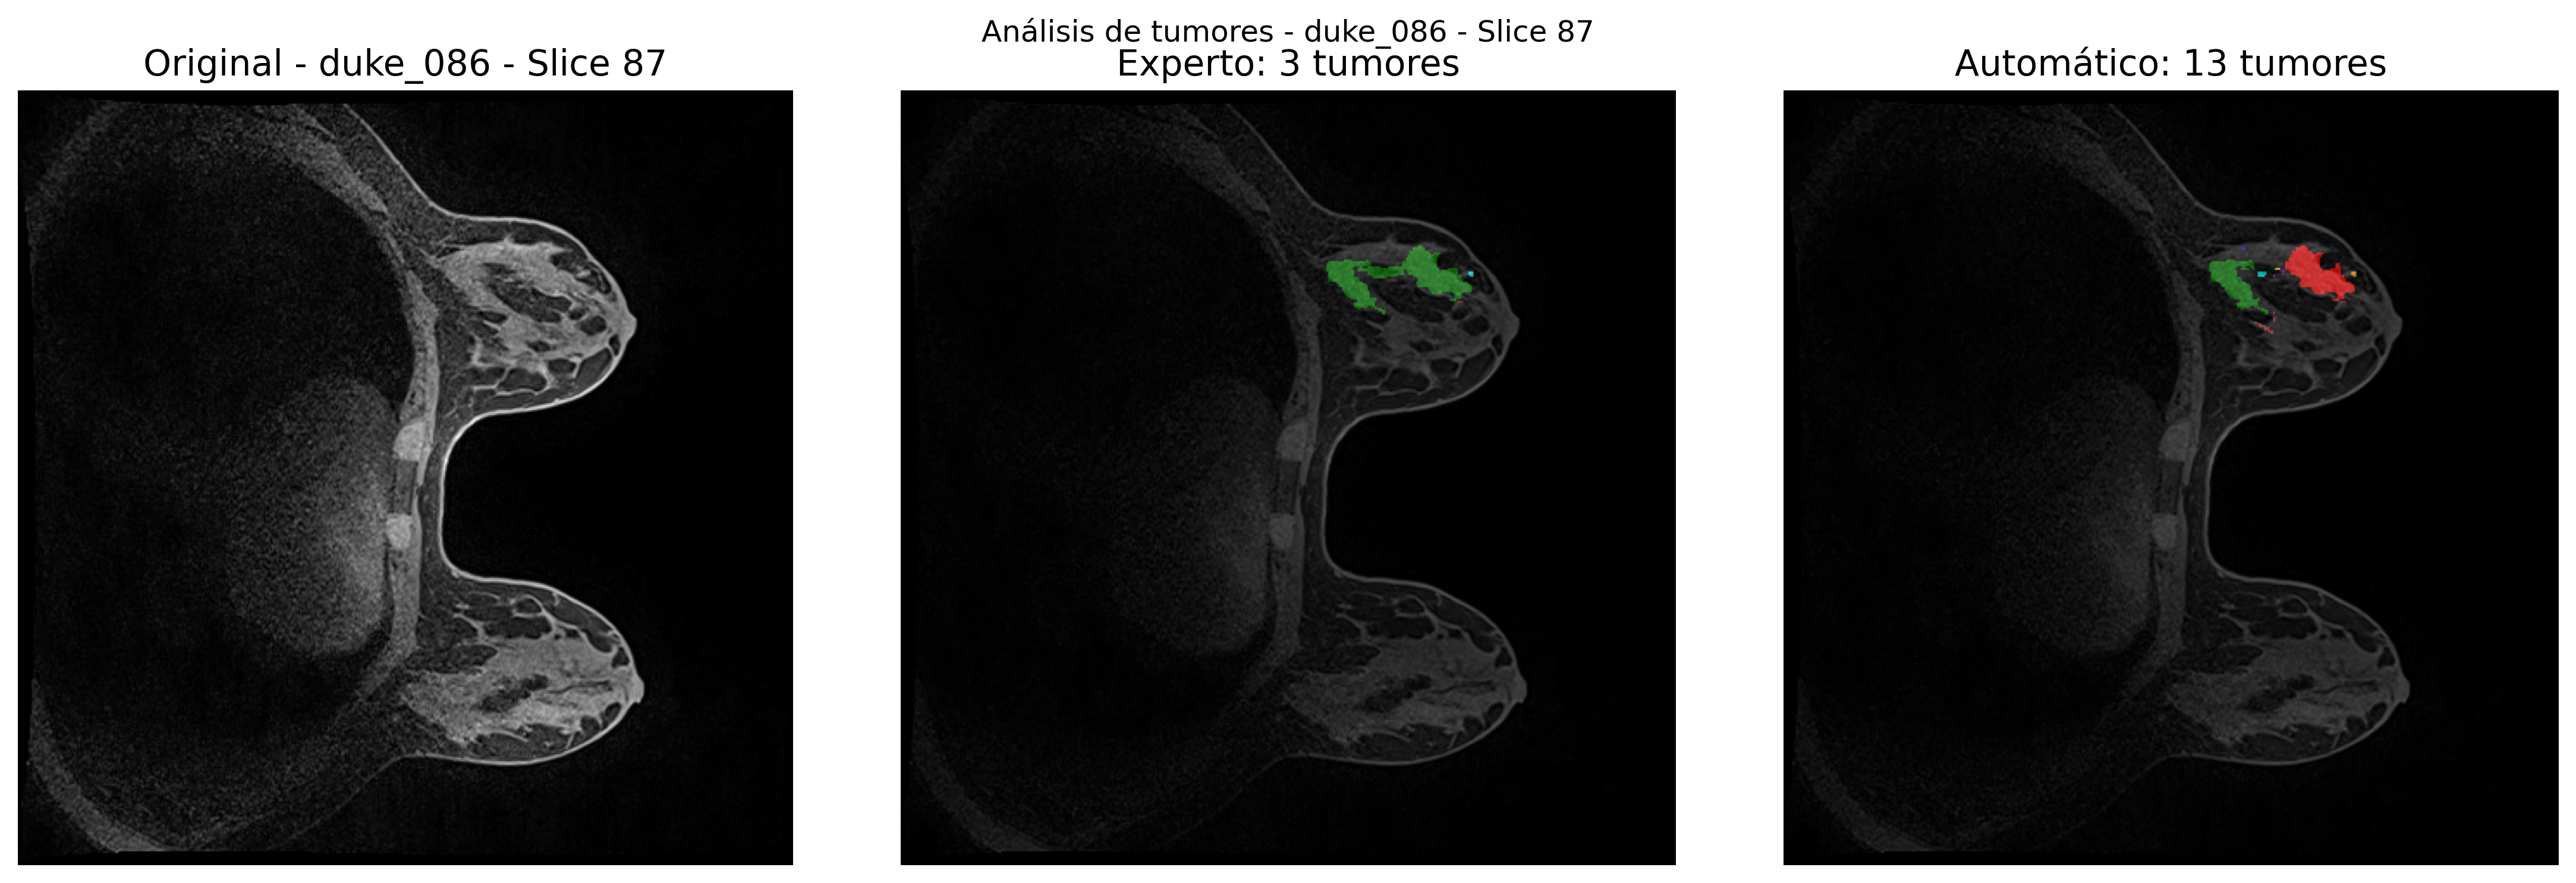 Análisis de tumores - duke_086 - Slice 87
Original - duke_086 - Slice 87
Experto: 3 tumores
Automático: 13 tumores